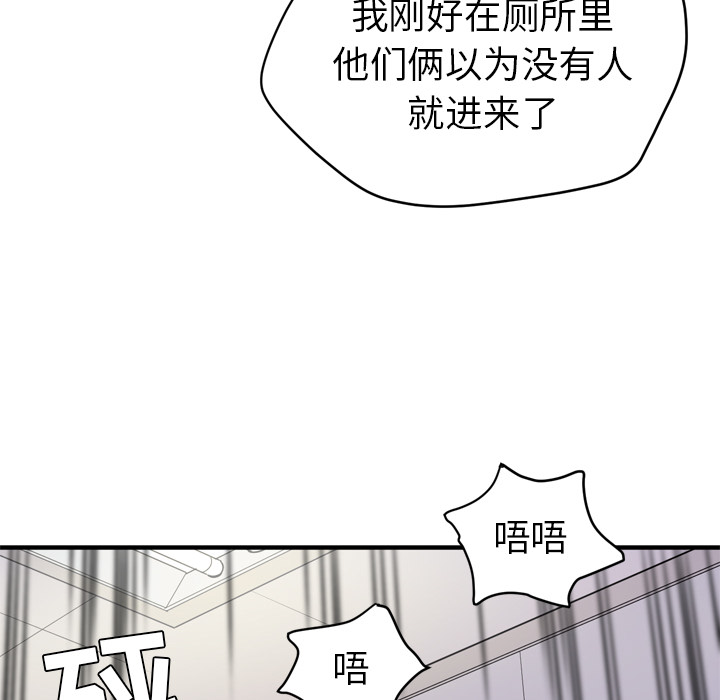 我刚好在厕所里
他们俩以为没有人
就进来了
唔唔
唔
砰